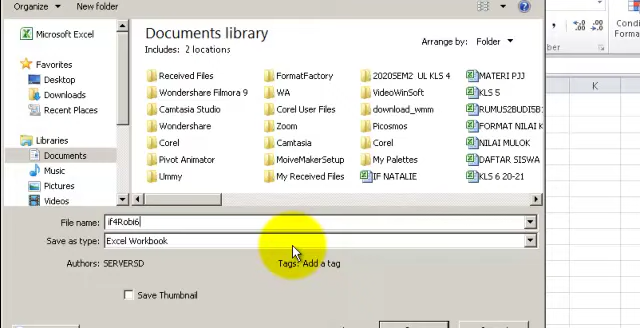 Organize New folder
Microsoft Excel
Favorites
Desktop
Downloads
Recent Places
Libraries
Documents
Music
Pictures
Videos
Documents library
Includes: 2 locations
Arrange by: Folder
Received Files
Wondershare Filmora 9
Camtasia Studio
Wondershare
Corel
Pivot Animator
Ummy
FormatFactory
WA
Corel User Files
Zoom
Camtasia
MoiveMakerSetup
My Received Files
2020SEM2 UL KLS 4
VideoWinSoft
download_wmm
Picosmos
Corel
My Palettes
IF NATALIE
MATERI PJJ
KLS 5
RUMUS2BUDI5B1
FORMAT NILAI K
NILAI MULOK
DAFTAR SISWA
KLS 6 20-21
File name: if4Robi6
Save as type: Excel Workbook
Authors: SERVERSD Tags: Add a tag
Save Thumbnail
Condi
Forma
ber
K